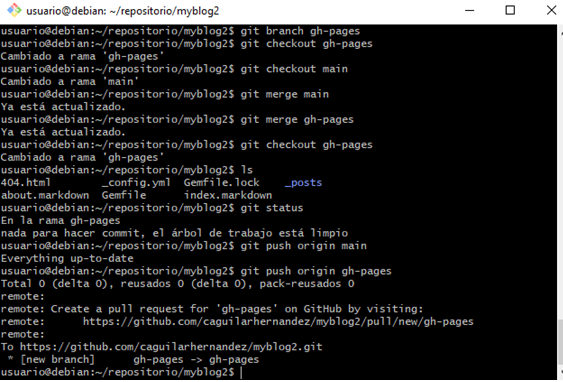 usuario@debian: ~/repositorio/myblog2
usuario@debian:~/repositorio/myblog2$ git branch gh-pages
usuario@debian:~/repositorio/myblog2$ git checkout gh-pages
Cambiado a rama 'gh-pages'
usuario@debian:~/repositorio/myblog2$ git checkout main
Cambiado a rama 'main'
usuario@debian:~/repositorio/myblog2$ git merge main
Ya está actualizado.
usuario@debian:~/repositorio/myblog2$ git merge gh-pages
Ya está actualizado.
usuario@debian:~/repositorio/myblog2$ git checkout gh-pages
Cambiado a rama 'gh-pages'
usuario@debian:~/repositorio/myblog2$ ls
404.html _config.yml Gemfile.lock _posts
about.markdown Gemfile index.markdown
usuario@debian:~/repositorio/myblog2$ git status
En la rama gh-pages
nada para hacer commit, el árbol de trabajo está limpio
usuario@debian:~/repositorio/myblog2$ git push origin main
Everything up-to-date
usuario@debian:~/repositorio/myblog2$ git push origin gh-pages
Total 0 (delta 0), reusados 0 (delta 0), pack-reusados 0
remote:
remote: Create a pull request for 'gh-pages' on GitHub by visiting:
remote: https://github.com/caguilarhernandez/myblog2/pull/new/gh-pages
remote:
To https://github.com/caguilarhernandez/myblog2.git
* [new branch] gh-pages -> gh-pages
usuario@debian:~/repositorio/myblog2$